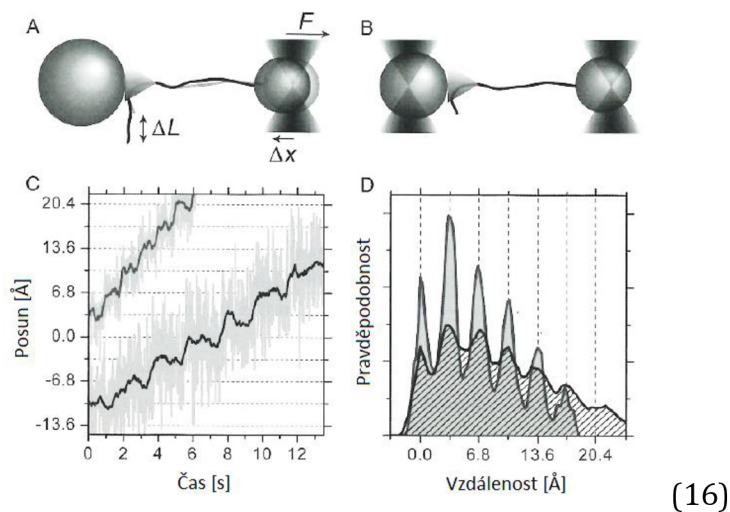 A
F
ΔL
Δx
B
C
Posun [Å]
20.4
13.6
6.8
0.0
-6.8
-13.6
0 2 4 6 8 10 12
Čas [s]
D
Pravděpodobnost
0.0 6.8 13.6 20.4
Vzdálenost [Å]
(16)